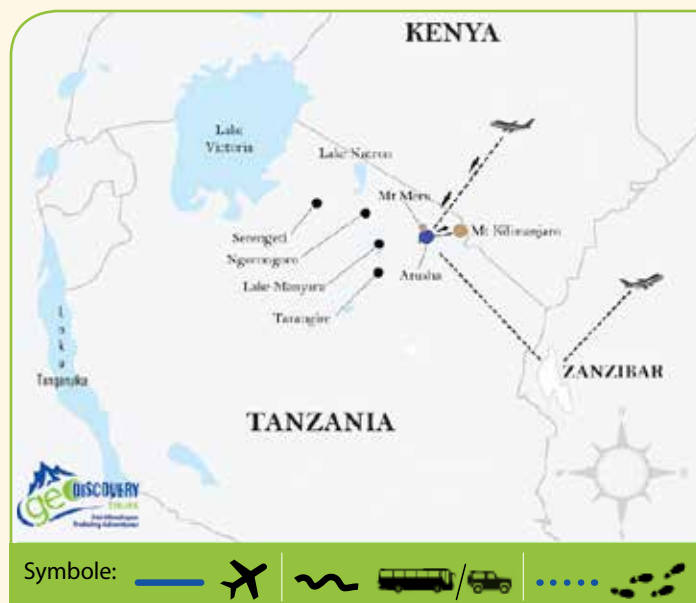 KENYA
Lake
Victoria
Lake Natron
Mt Meru
Serengeti
Mt Kilimanjaro
Ngorongoro
Lake Manyara
Arusha
Tarangire
ZANZIBAR
Lake
Tanganyika
TANZANIA
geo DISCOVERY
Symbole:
/